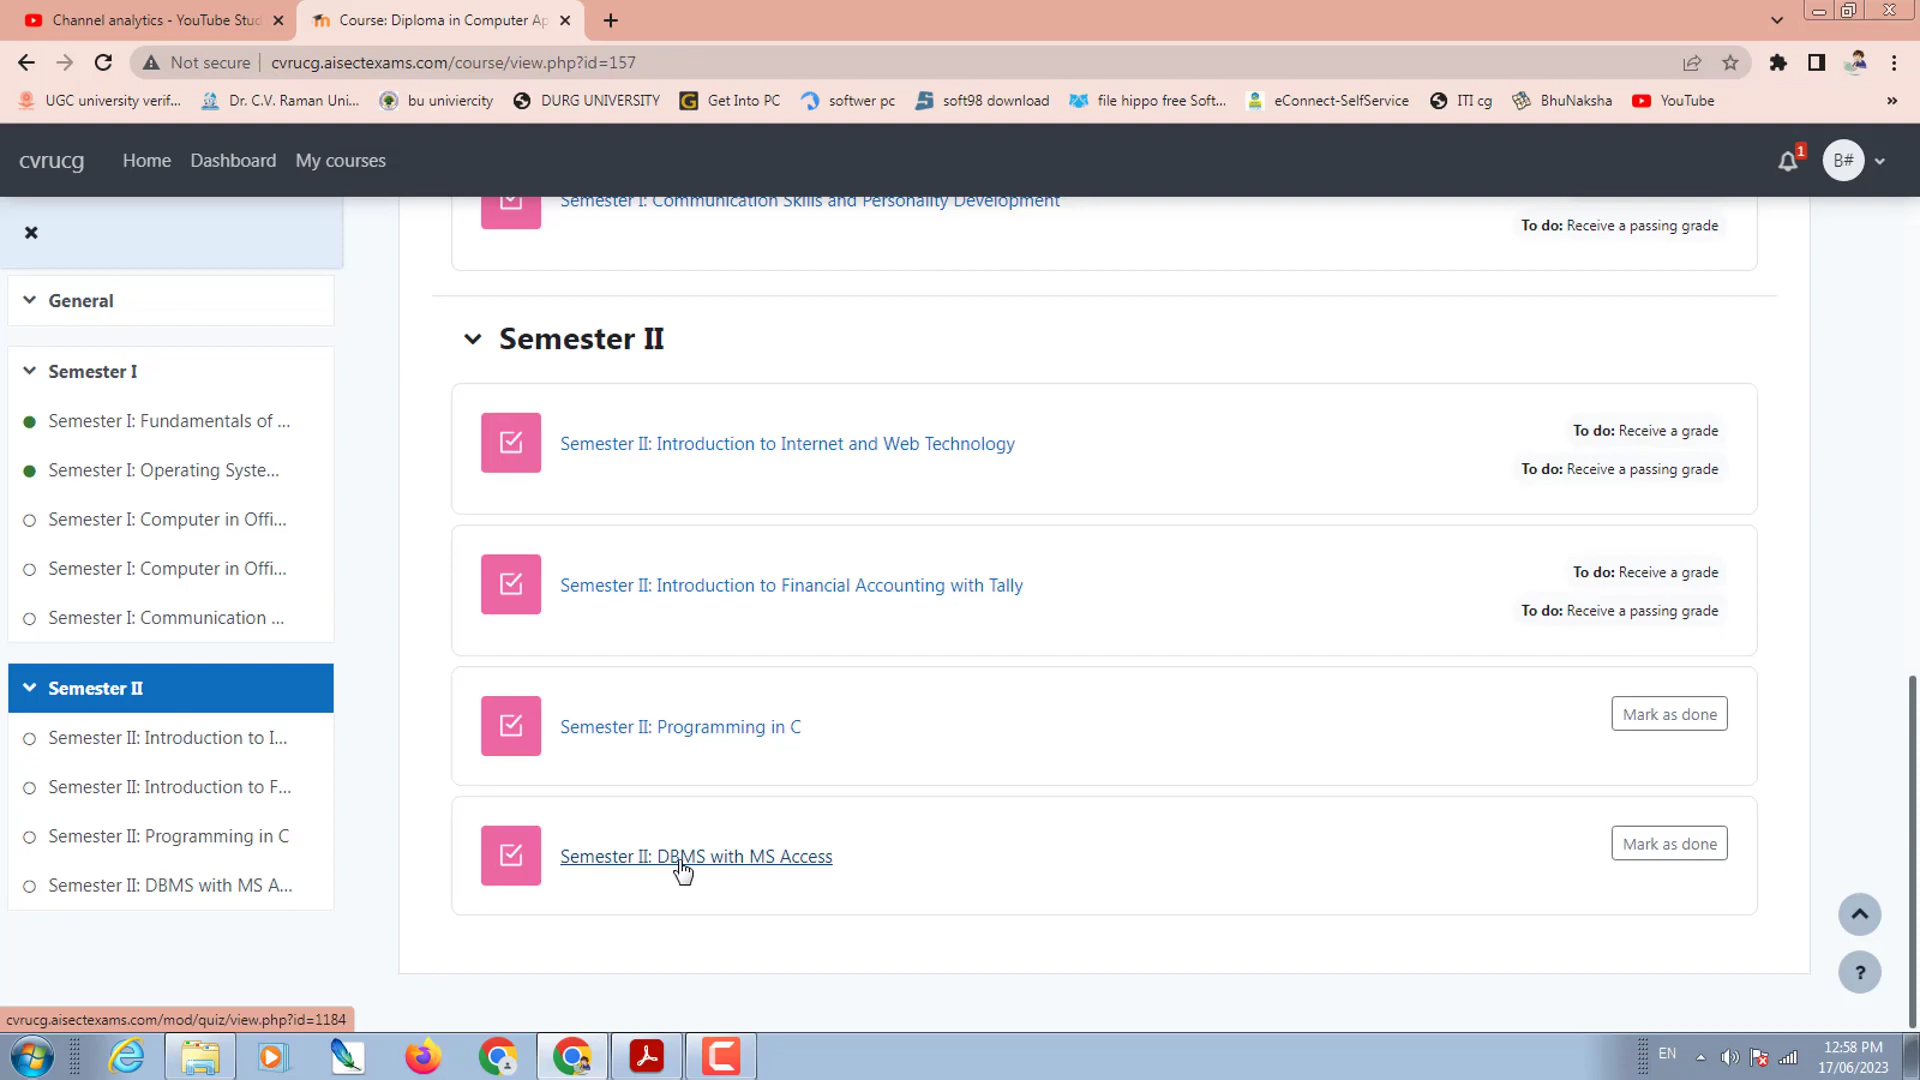 Channel analytics - YouTube Stu
Course: Diploma in Computer Ap
Not secure
cvrucg.aisectexams.com/course/view.php?id=157
UGC university verif...
Dr. C.V. Raman Uni...
bu univiercity
DURG UNIVERSITY
Get Into PC
softwer pc
soft98 download
file hippo free Soft...
eConnect-SelfService
ITI cg
BhuNaksha
YouTube
»
cvrucg
Home
Dashboard
My courses
1
B#
Semester I: Communication Skills and Personality Development
To do: Receive a passing grade
General
Semester I
Semester I: Fundamentals of ...
Semester I: Operating Syste...
Semester I: Computer in Offi...
Semester I: Computer in Offi...
Semester I: Communication ...
Semester II
Semester II: Introduction to I...
Semester II: Introduction to F...
Semester II: Programming in C
Semester II: DBMS with MS A...
Semester II
Semester II: Introduction to Internet and Web Technology
To do: Receive a grade
To do: Receive a passing grade
Semester II: Introduction to Financial Accounting with Tally
To do: Receive a grade
To do: Receive a passing grade
Semester II: Programming in C
Mark as done
Semester II: DBMS with MS Access
Mark as done
?
cvrucg.aisectexams.com/mod/quiz/view.php?id=1184
EN
12:58 PM
17/06/2023